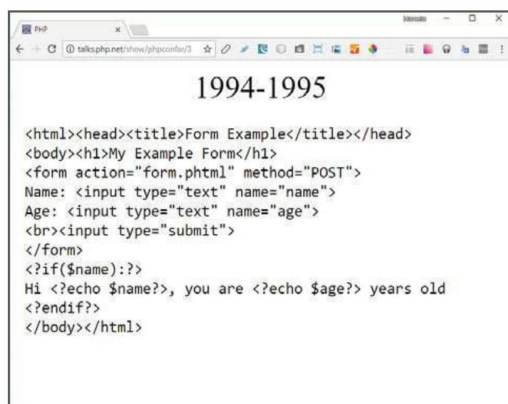 PHP
talks.php.net/show/phpconfar/3
1994-1995
<html><head><title>Form Example</title></head>
<body><h1>My Example Form</h1>
<form action="form.phtml" method="POST">
Name: <input type="text" name="name">
Age: <input type="text" name="age">
<br><input type="submit">
</form>
<?if($name):?>
Hi <?echo $name?>, you are <?echo $age?> years old
<?endif?>
</body></html>